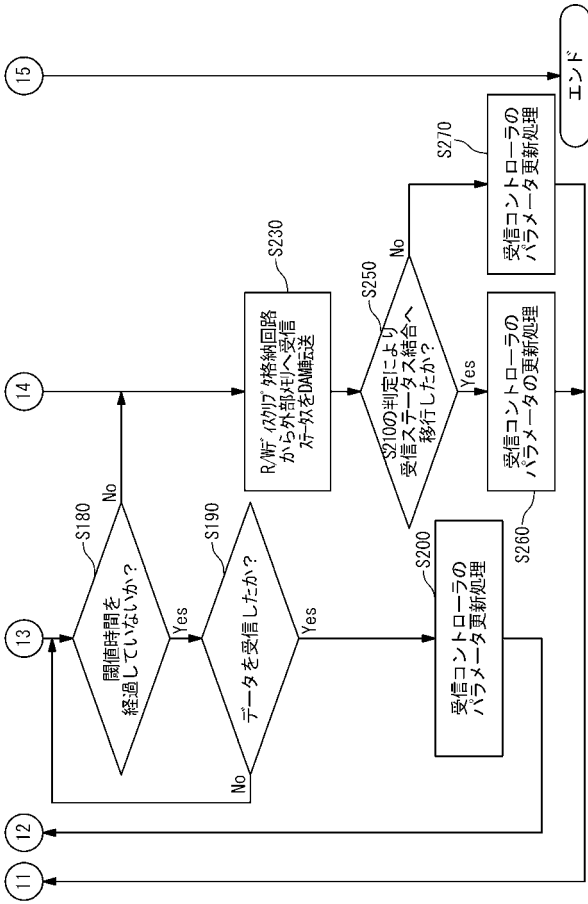 11
12
13
14
15
閾値時間を
経過していないか?
S180
No
Yes
データを受信したか?
S190
No
Yes
受信コントローラの
パラメータ更新処理
S200
R/Wディスクリプタ格納回路
から外部メモリへ受信
ステータスをDAM転送
S230
S210の判定により
受信ステータス結合へ
移行したか?
S250
No
Yes
受信コントローラの
パラメータの更新処理
S260
受信コントローラの
パラメータ更新処理
S270
エンド